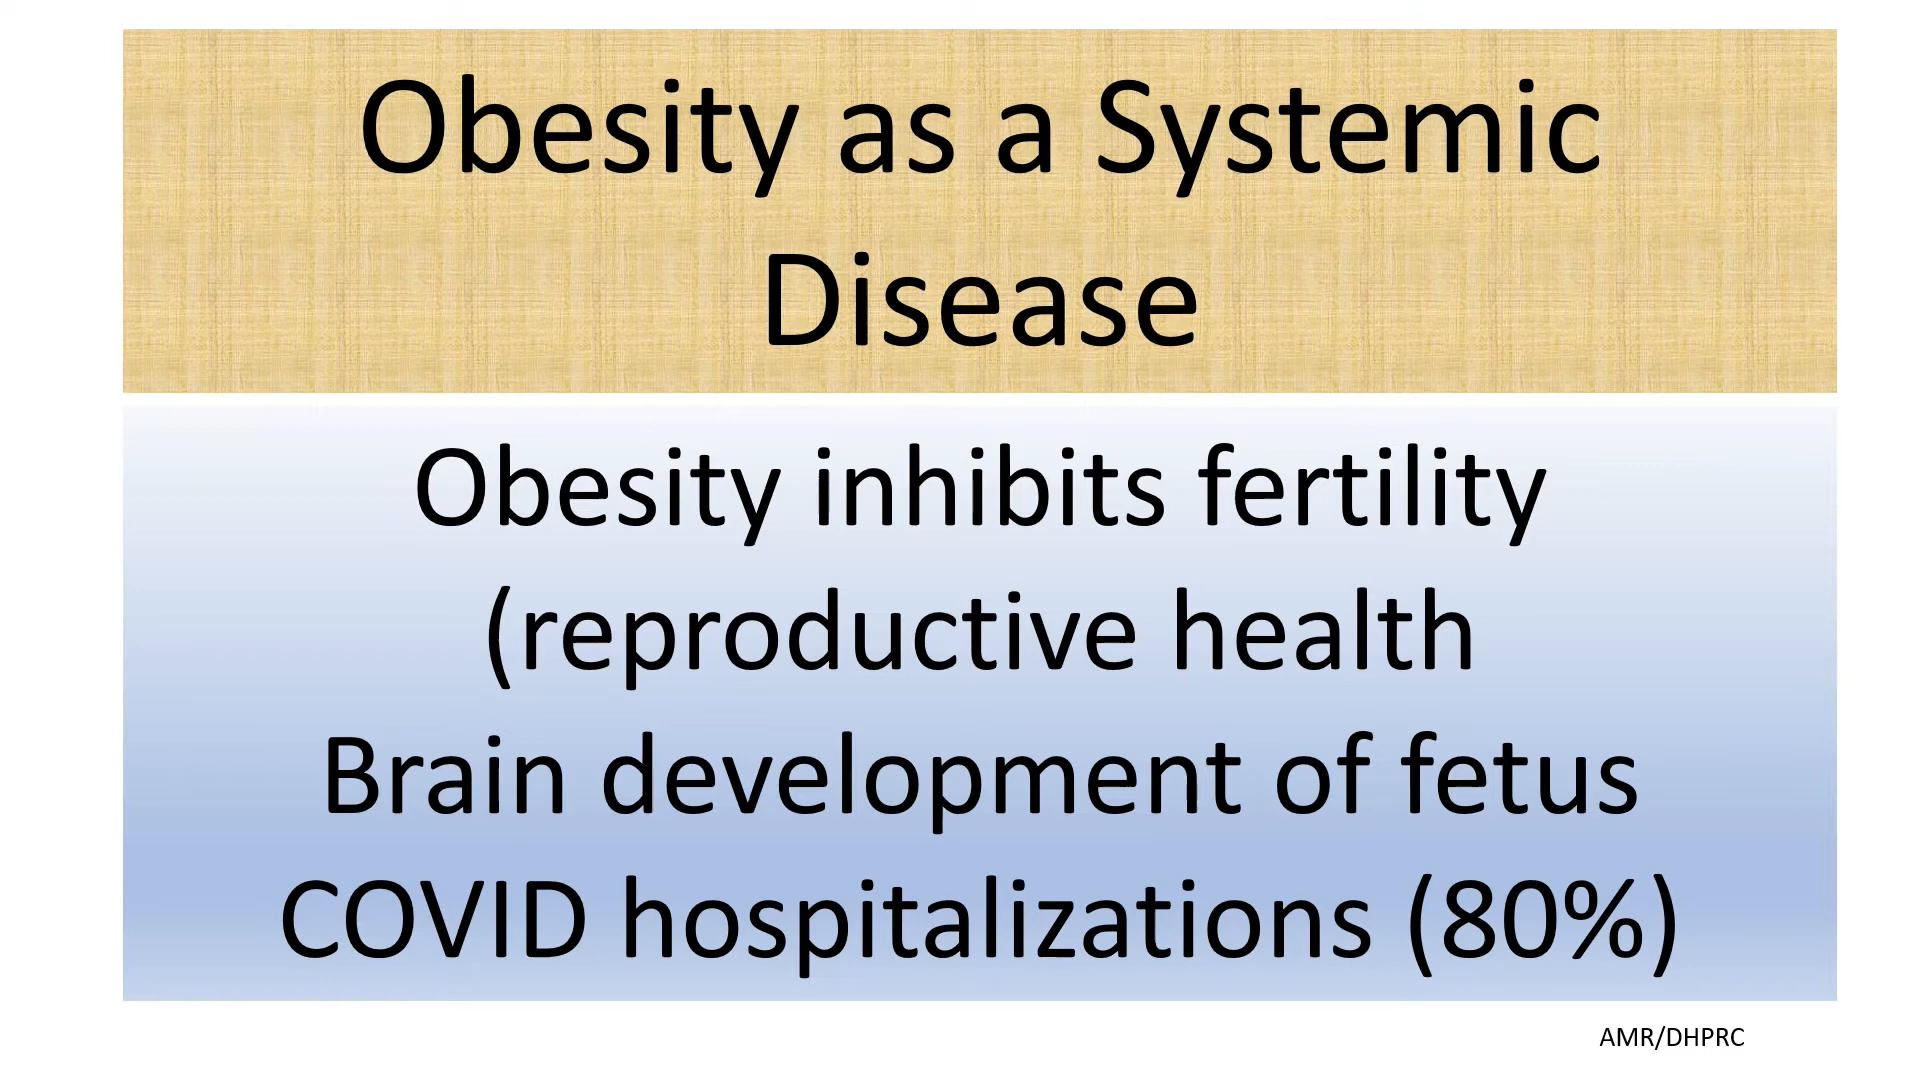 Obesity as a Systemic
Disease
Obesity inhibits fertility
(reproductive health
Brain development of fetus
COVID hospitalizations (80%)
AMR/DHPRC